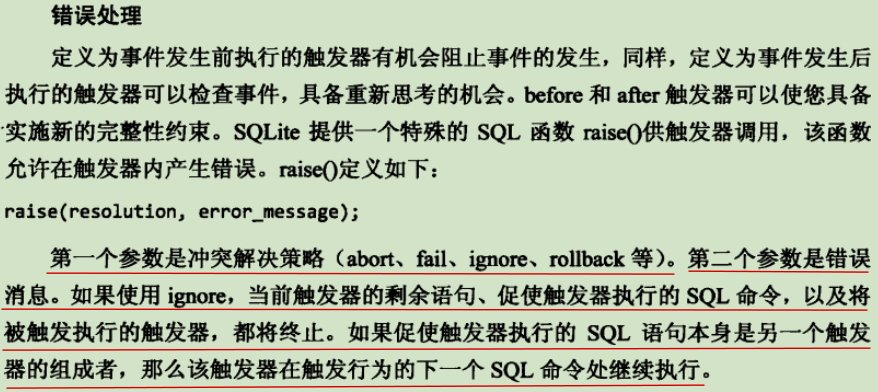 错误处理
定义为事件发生前执行的触发器有机会阻止事件的发生，同样，定义为事件发生后
执行的触发器可以检查事件，具备重新思考的机会。before 和 after 触发器可以使您具备
实施新的完整性约束。SQLite 提供一个特殊的 SQL 函数 raise()供触发器调用，该函数
允许在触发器内产生错误。raise()定义如下：
raise(resolution, error_message);
第一个参数是冲突解决策略（abort、fail、ignore、rollback 等）。第二个参数是错误
消息。如果使用 ignore，当前触发器的剩余语句、促使触发器执行的 SQL 命令，以及将
被触发执行的触发器，都将终止。如果促使触发器执行的 SQL 语句本身是另一个触发
器的组成者，那么该触发器在触发行为的下一个 SQL 命令处继续执行。